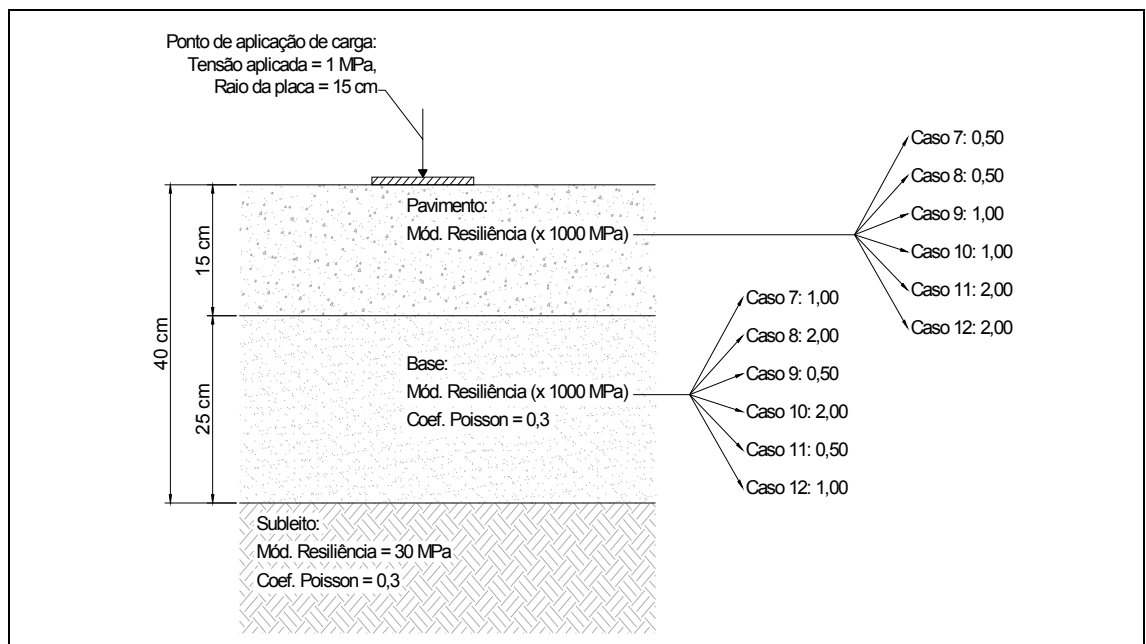 Ponto de aplicação de carga:
Tensão aplicada = 1 MPa,
Raio da placa = 15 cm
Pavimento:
Mód. Resiliência (x 1000 MPa)
Caso 7: 0,50
Caso 8: 0,50
Caso 9: 1,00
Caso 10: 1,00
Caso 11: 2,00
Caso 12: 2,00
15 cm
40 cm
25 cm
Base:
Mód. Resiliência (x 1000 MPa)
Coef. Poisson = 0,3
Caso 7: 1,00
Caso 8: 2,00
Caso 9: 0,50
Caso 10: 2,00
Caso 11: 0,50
Caso 12: 1,00
Subleito:
Mód. Resiliência = 30 MPa
Coef. Poisson = 0,3